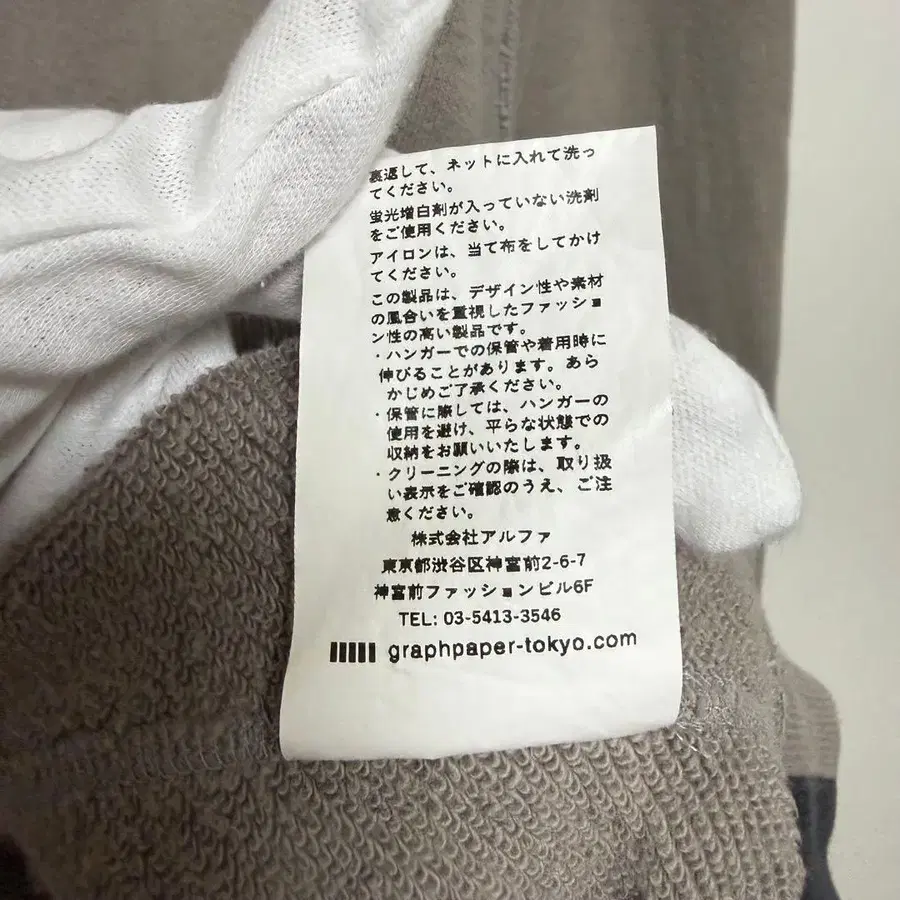 裏返して、ネットに入れて洗っ
てください。
蛍光増白剤が入っていない洗剤
をご使用ください。
アイロンは、当て布をしてかけ
てください。
この製品は、デザイン性や素材
の風合いを重視したファッショ
ン性の高い製品です。
・ハンガーでの保管や着用時に
伸びることがあります。あら
かじめご了承ください。
・保管に際しては、ハンガーの
使用を避け、平らな状態での
収納をお願いいたします。
・クリーニングの際は、取り扱
い表示をご確認のうえ、ご注
意ください。
株式会社アルファ
東京都渋谷区神宮前2-6-7
神宮前ファッションビル6F
TEL: 03-5413-3546
graphpaper-tokyo.com